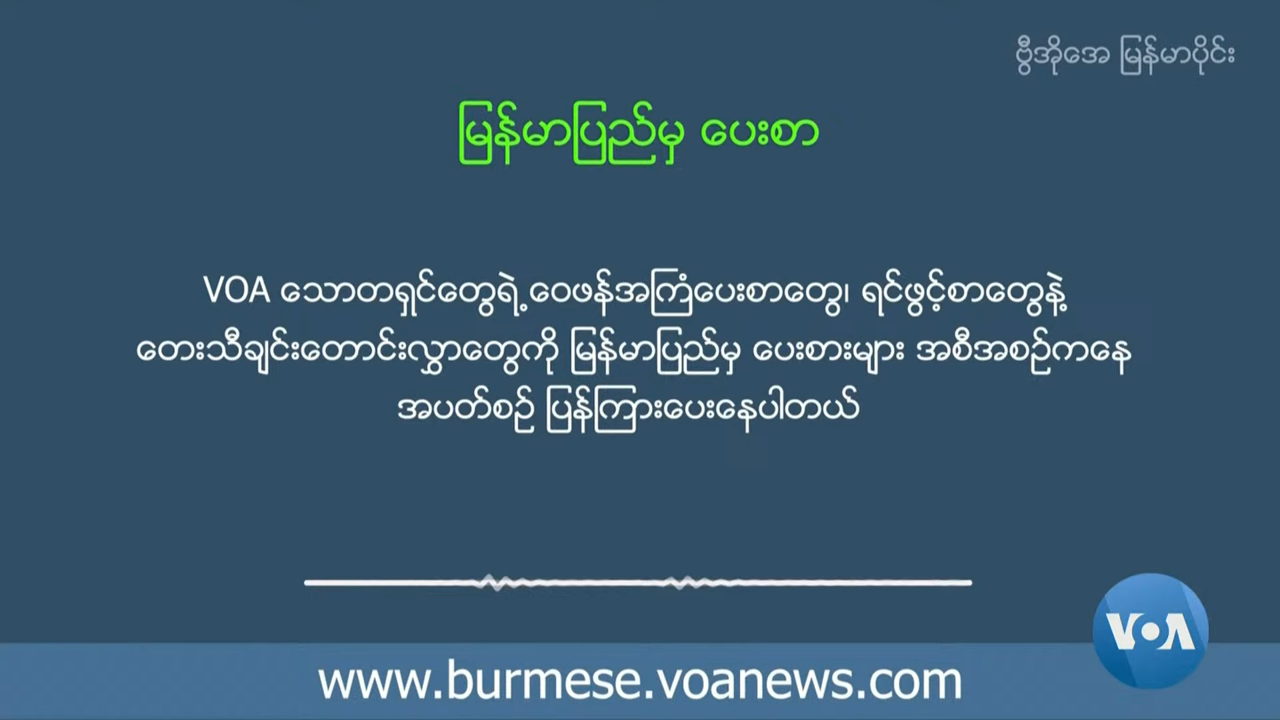 ဗွီအိုအေ မြန်မာပိုင်း
မြန်မာပြည်မှ ပေးစာ
VOA သောတရှင်တွေရဲ့ ဝေဖန်အကြံပေးစာတွေ၊ ရင်ဖွင့်စာတွေနဲ့
တေးသီချင်းတောင်းလွှာတွေကို မြန်မာပြည်မှ ပေးစားများ အစီအစဉ်ကနေ
အပတ်စဉ် ပြန်ကြားပေးနေပါတယ်
VOA
www.burmese.voanews.com